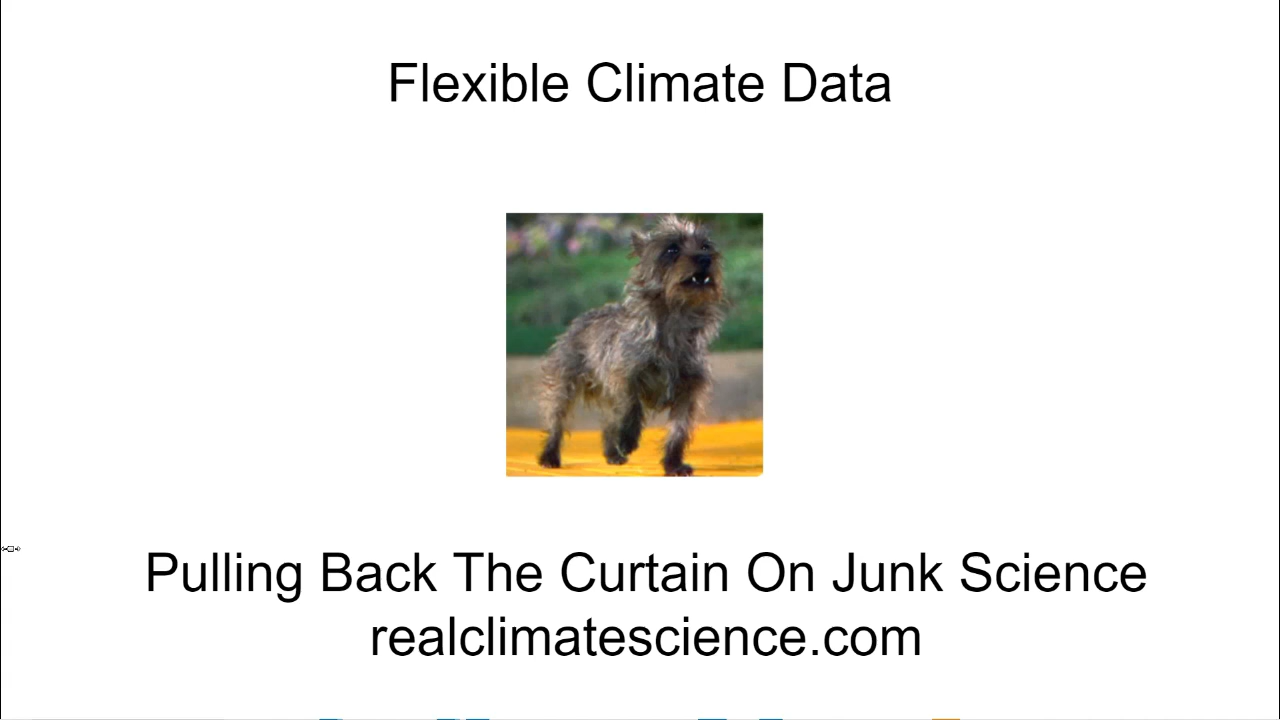 Flexible Climate Data
Pulling Back The Curtain On Junk Science
realclimatescience.com